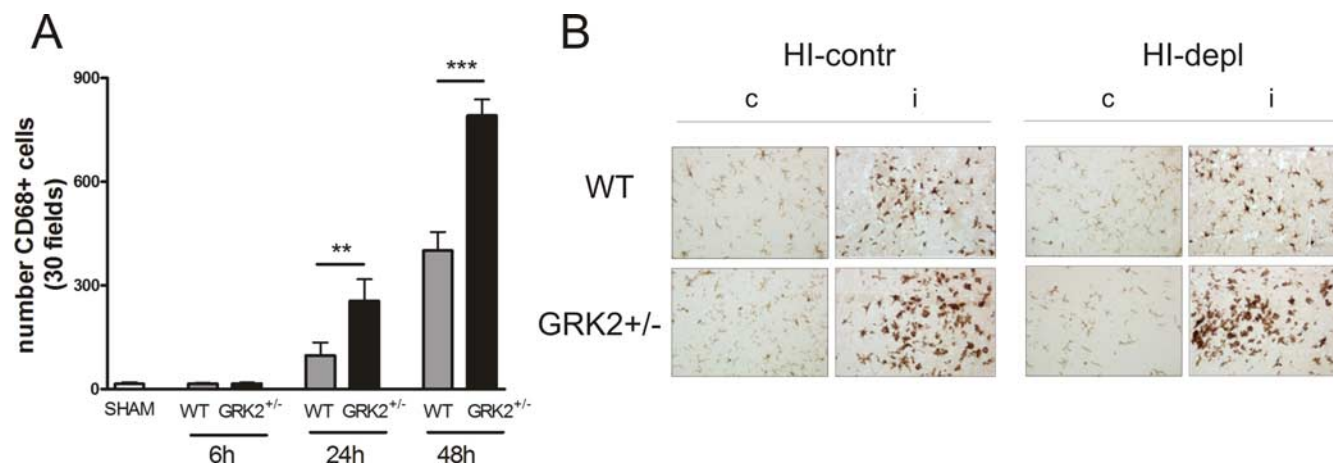 A
number CD68+ cells
(30 fields)
900
600
300
0
**
***
SHAM
WT GRK2+/-
WT GRK2+/-
WT GRK2+/-
6h
24h
48h
B
HI-contr
HI-depl
c
i
c
i
WT
GRK2+/-